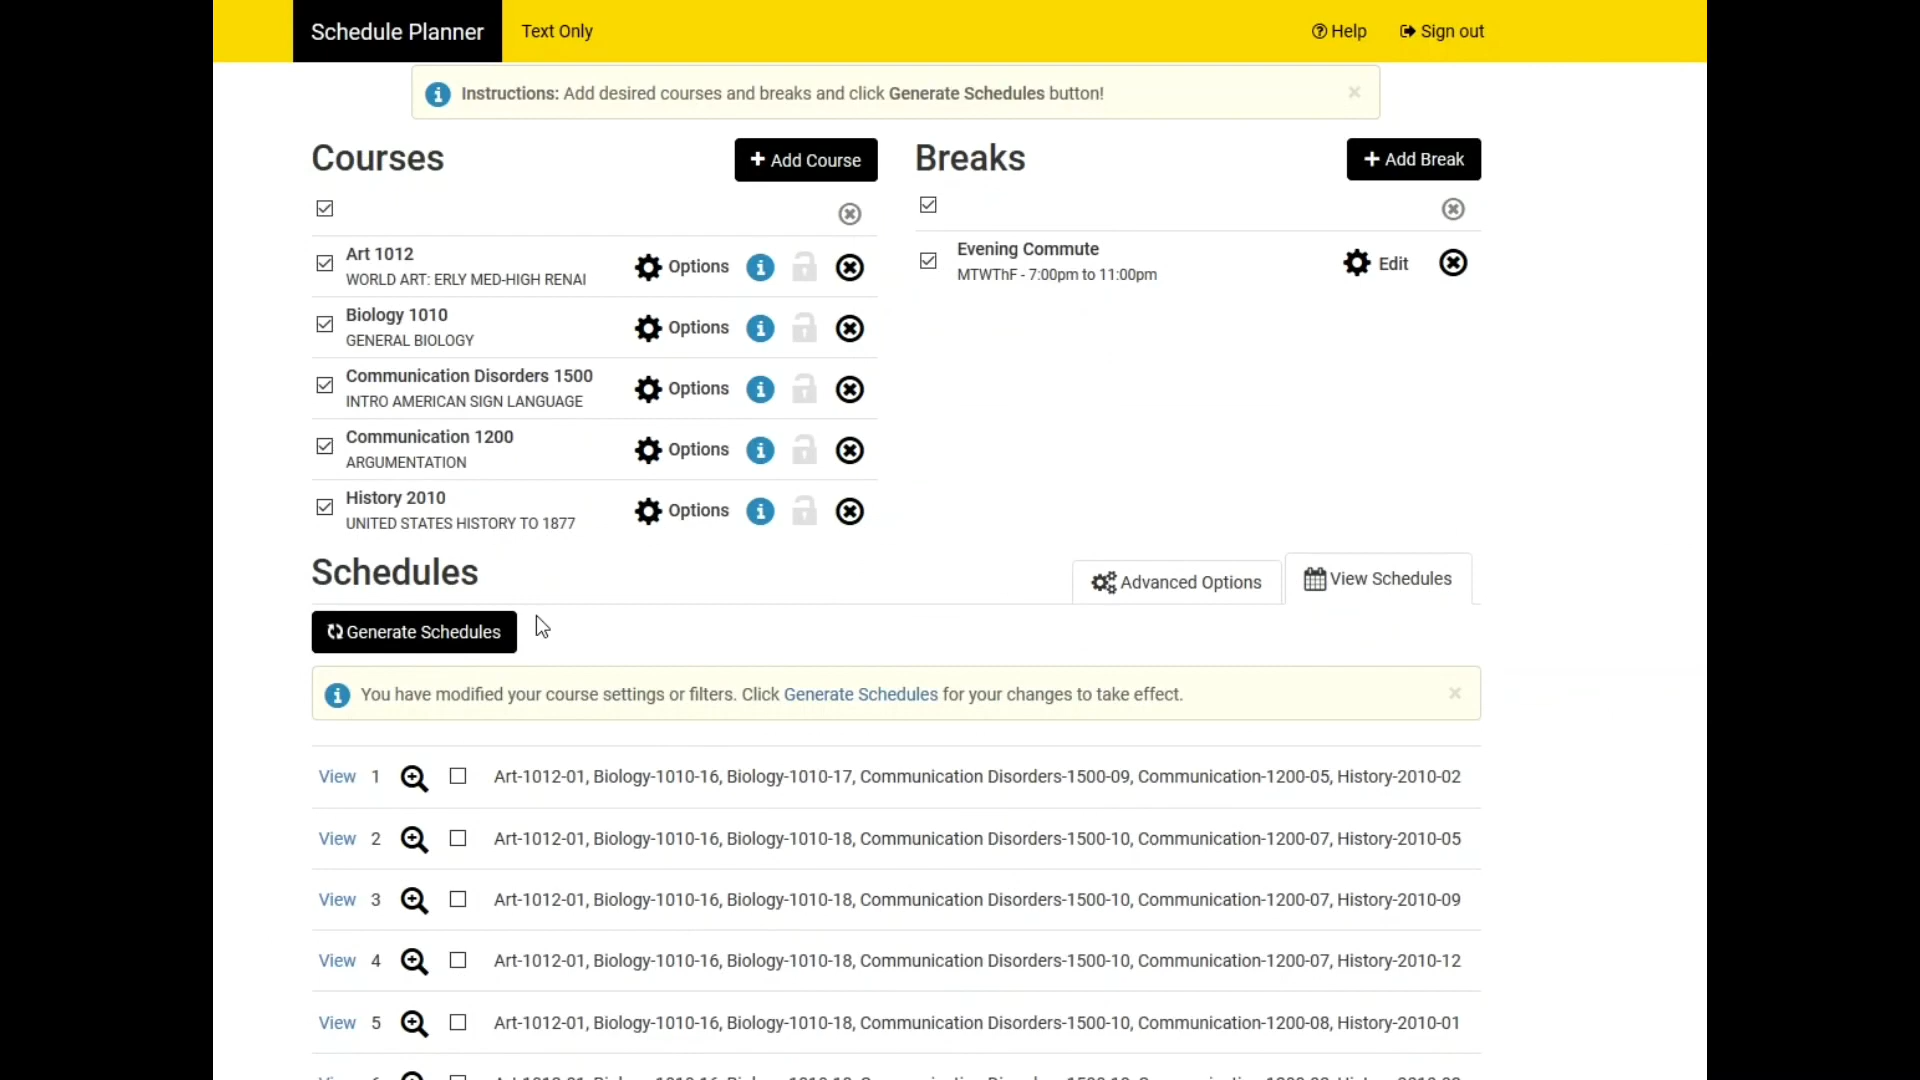 Schedule Planner
Text Only
Help
Sign out
Instructions: Add desired courses and breaks and click Generate Schedules button!
Courses
Add Course
Art 1012
WORLD ART: ERLY MED-HIGH RENAI
Options
Biology 1010
GENERAL BIOLOGY
Options
Communication Disorders 1500
INTRO AMERICAN SIGN LANGUAGE
Options
Communication 1200
ARGUMENTATION
Options
History 2010
UNITED STATES HISTORY TO 1877
Options
Breaks
Add Break
Evening Commute
MTWThF - 7:00pm to 11:00pm
Edit
Schedules
Advanced Options
View Schedules
Generate Schedules
You have modified your course settings or filters. Click Generate Schedules for your changes to take effect.
View 1 Art-1012-01, Biology-1010-16, Biology-1010-17, Communication Disorders-1500-09, Communication-1200-05, History-2010-02
View 2 Art-1012-01, Biology-1010-16, Biology-1010-18, Communication Disorders-1500-10, Communication-1200-07, History-2010-05
View 3 Art-1012-01, Biology-1010-16, Biology-1010-18, Communication Disorders-1500-10, Communication-1200-07, History-2010-09
View 4 Art-1012-01, Biology-1010-16, Biology-1010-18, Communication Disorders-1500-10, Communication-1200-07, History-2010-12
View 5 Art-1012-01, Biology-1010-16, Biology-1010-18, Communication Disorders-1500-10, Communication-1200-08, History-2010-01